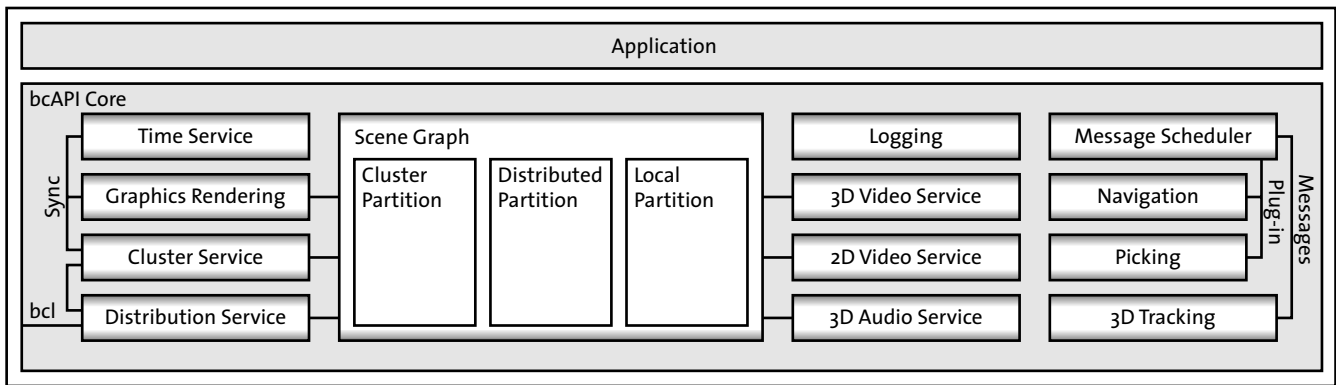 Application
bcAPI Core
Time Service
Graphics Rendering
Cluster Service
Distribution Service
Sync
bcl
Scene Graph
Cluster
Partition
Distributed
Partition
Local
Partition
Logging
3D Video Service
2D Video Service
3D Audio Service
Message Scheduler
Navigation
Picking
3D Tracking
Plug-in
Messages